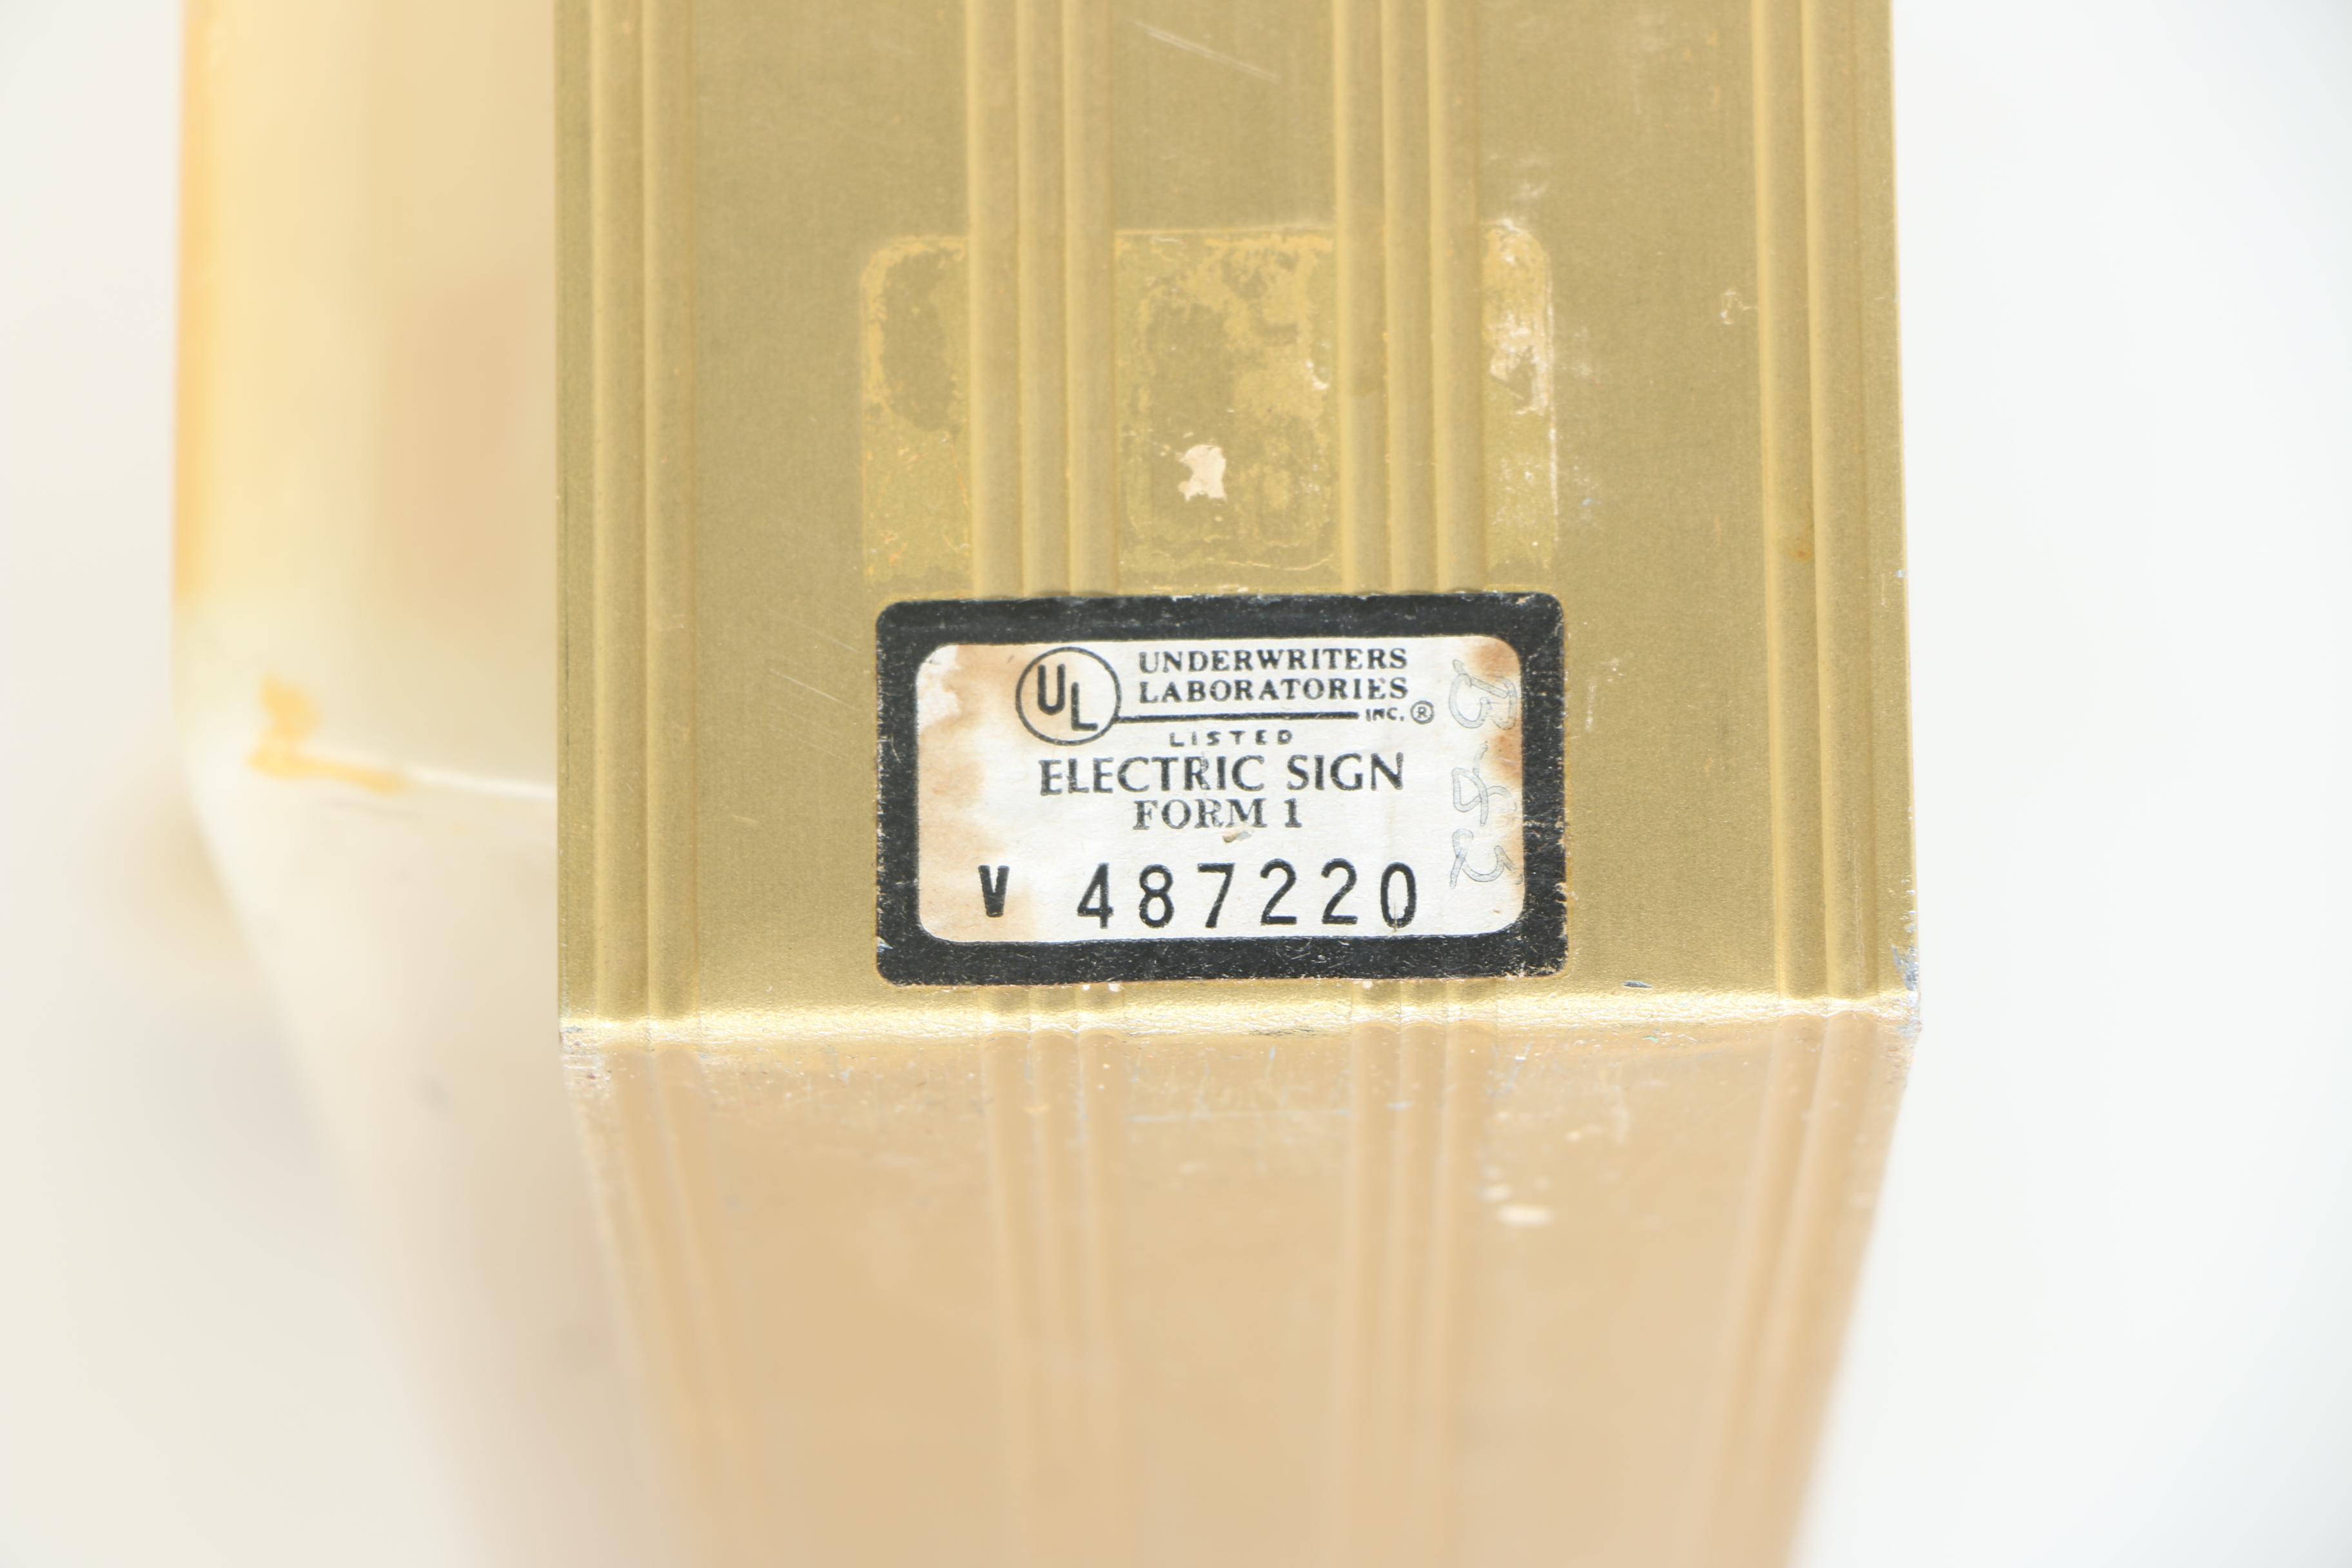 UL
UNDERWRITERS
LABORATORIES
INC.®
LISTED
ELECTRIC SIGN
FORM 1
V 487220